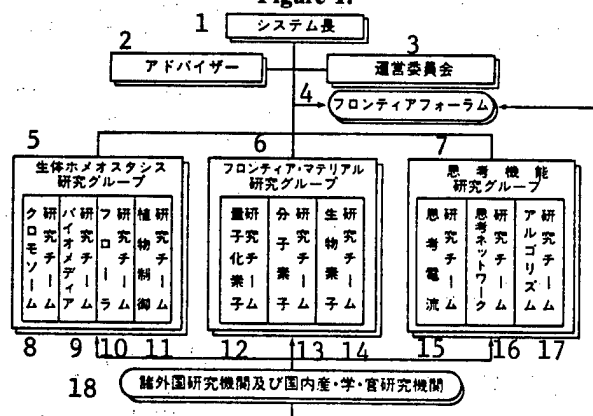 Figure 1.
1
システム長
2
アドバイザー
3
運営委員会
4
フロンティアフォーラム
5
生体ホメオスタシス
研究グループ
6
フロンティア・マテリアル
研究グループ
7
思考機能
研究グループ
クロモソーム
研究チーム
バイオメディア
研究チーム
フローラ
研究チーム
植物制御
研究チーム
量子化素子
研究チーム
分子素子
研究チーム
生物素子
研究チーム
思考電流
研究チーム
思考ネットワーク
研究チーム
アルゴリズム
研究チーム
8
9
10
11
12
13
14
15
16
17
18
諸外国研究機関及び国内産・学・官研究機関